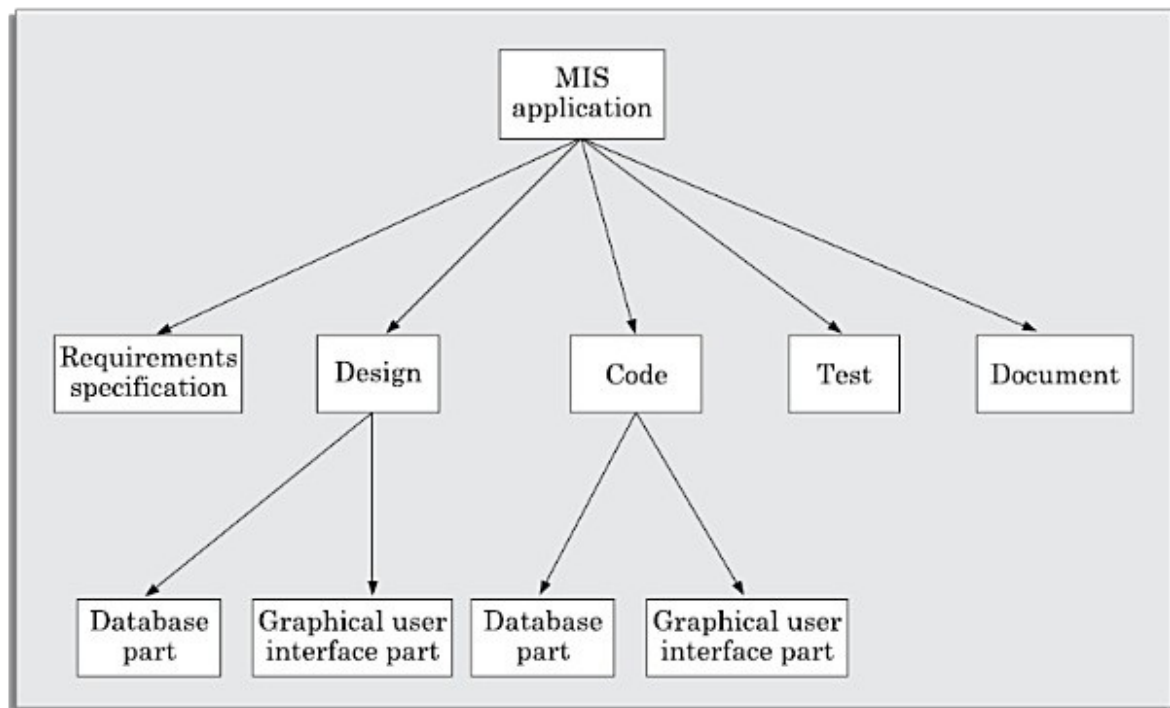 MIS
application
Requirements
specification
Design
Code
Test
Document
Database
part
Graphical user
interface part
Database
part
Graphical user
interface part